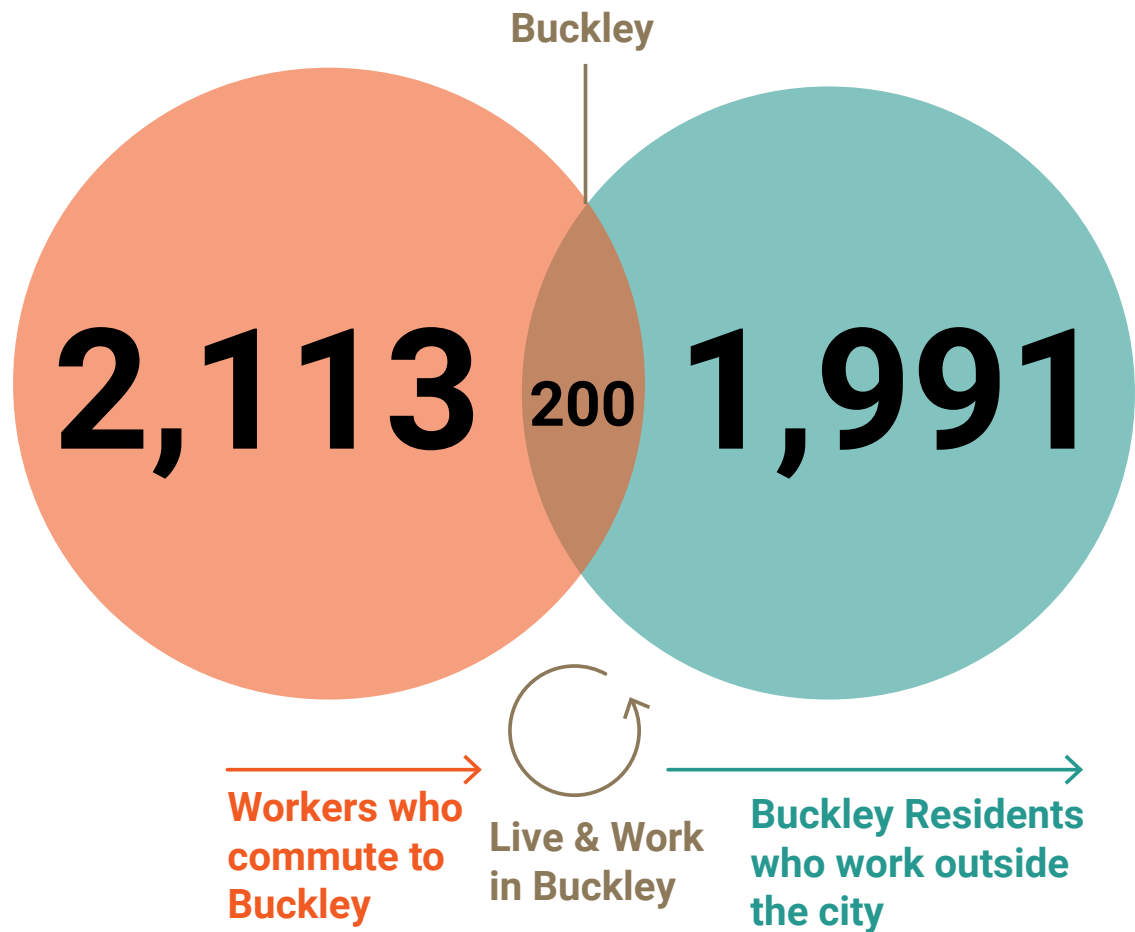 Buckley
2,113
200
1,991
Workers who
commute to
Buckley
Live & Work
in Buckley
Buckley Residents
who work outside
the city